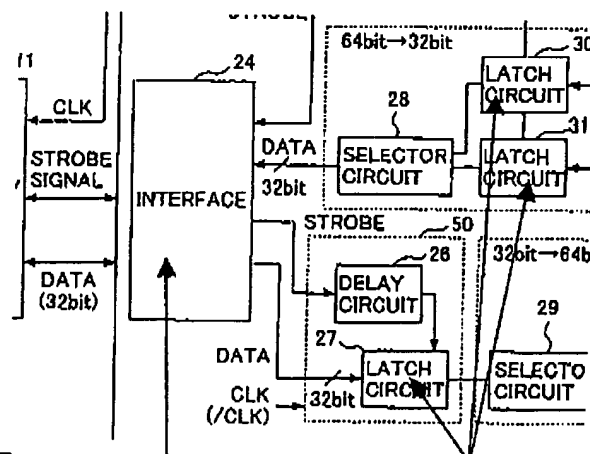 STROBE
11
24
64bit→32bit
30
CLK
LATCH
CIRCUIT
STROBE
SIGNAL
28
31
DATA
32bit
SELECTOR
CIRCUIT
LATCH
CIRCUIT
INTERFACE
STROBE
50
DATA
(32bit)
26
32bit→64b
DELAY
CIRCUIT
29
27
DATA
LATCH
CIRCUIT
SELECTO
CIRCUIT
32bit
CLK
(/CLK)